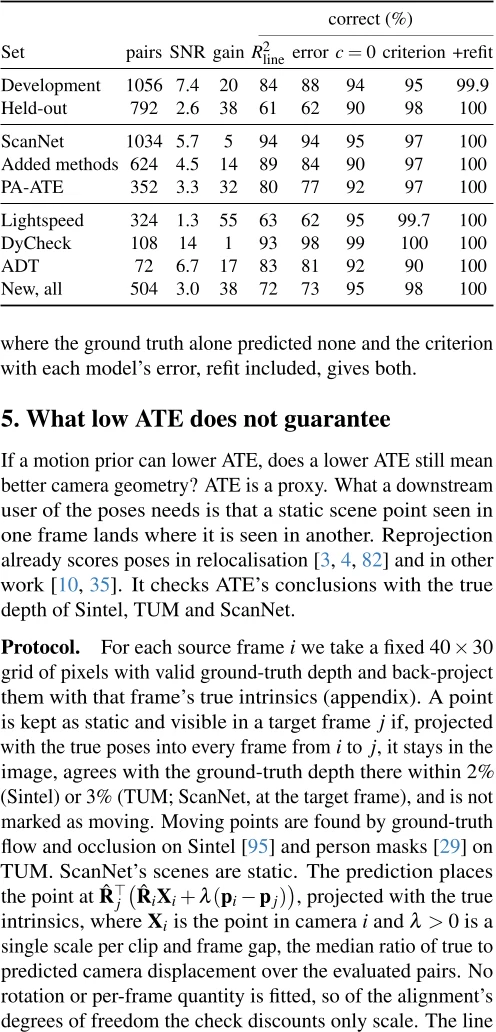 correct (%)
Set pairs SNR gain R²line error c = 0 criterion +refit
Development 1056 7.4 20 84 88 94 95 99.9
Held-out 792 2.6 38 61 62 90 98 100
ScanNet 1034 5.7 5 94 94 95 97 100
Added methods 624 4.5 14 89 84 90 97 100
PA-ATE 352 3.3 32 80 77 92 97 100
Lightspeed 324 1.3 55 63 62 95 99.7 100
DyCheck 108 14 1 93 98 99 100 100
ADT 72 6.7 17 83 81 92 90 100
New, all 504 3.0 38 72 73 95 98 100
where the ground truth alone predicted none and the criterion
with each model’s error, refit included, gives both.
5. What low ATE does not guarantee
If a motion prior can lower ATE, does a lower ATE still mean
better camera geometry? ATE is a proxy. What a downstream
user of the poses needs is that a static scene point seen in
one frame lands where it is seen in another. Reprojection
already scores poses in relocalisation [3, 4, 82] and in other
work [10, 35]. It checks ATE’s conclusions with the true
depth of Sintel, TUM and ScanNet.
Protocol. For each source frame i we take a fixed 40 × 30
grid of pixels with valid ground-truth depth and back-project
them with that frame’s true intrinsics (appendix). A point
is kept as static and visible in a target frame j if, projected
with the true poses into every frame from i to j, it stays in the
image, agrees with the ground-truth depth there within 2%
(Sintel) or 3% (TUM; ScanNet, at the target frame), and is not
marked as moving. Moving points are found by ground-truth
flow and occlusion on Sintel [95] and person masks [29] on
TUM. ScanNet’s scenes are static. The prediction places
the point at R̂⊤j(R̂iXi + λ(pi − pj)), projected with the true
intrinsics, where Xi is the point in camera i and λ > 0 is a
single scale per clip and frame gap, the median ratio of true to
predicted camera displacement over the evaluated pairs. No
rotation or per-frame quantity is fitted, so of the alignment’s
degrees of freedom the check discounts only scale. The line